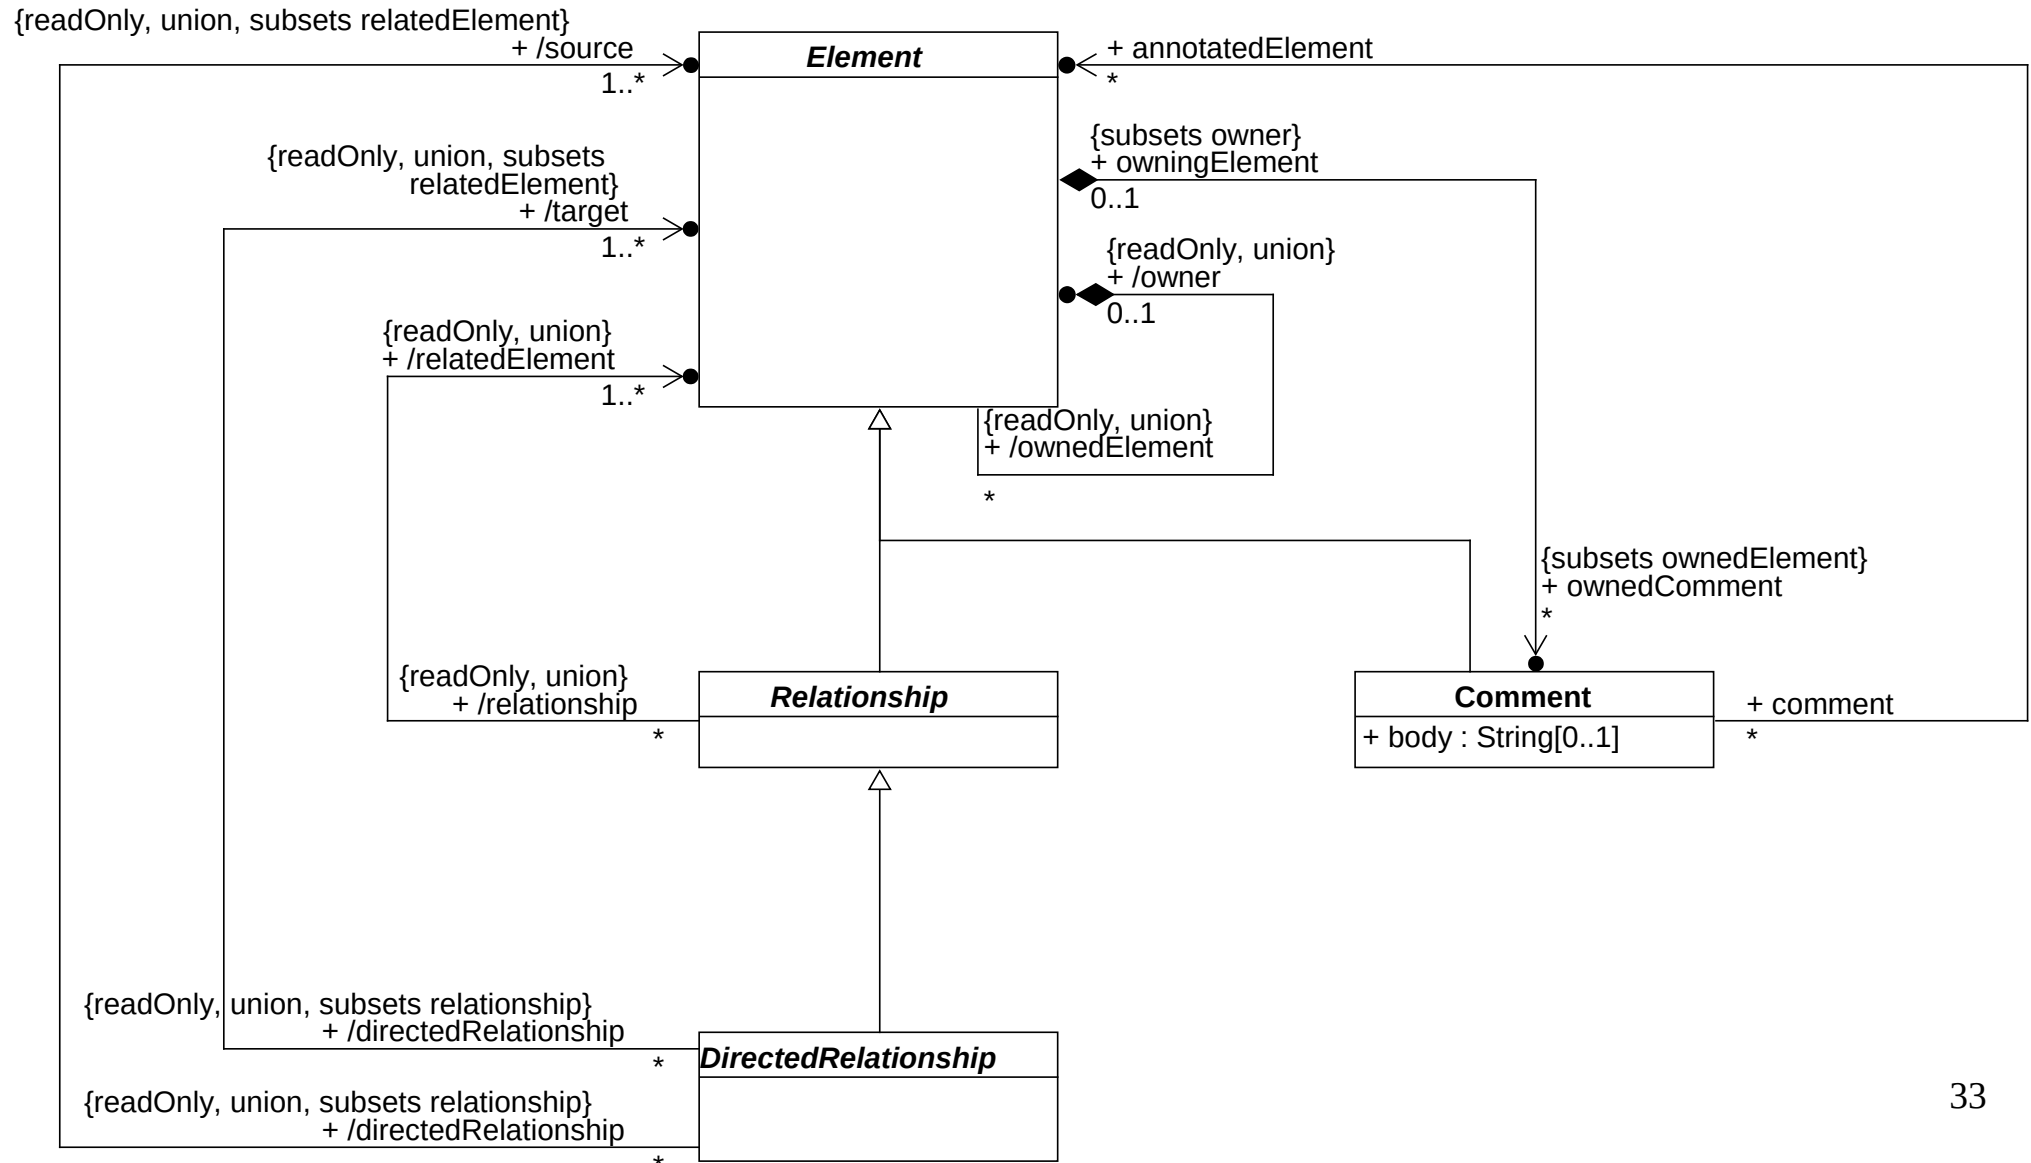 {readOnly, union, subsets relatedElement}
+ /source
1..*
Element
+ annotatedElement
*
{subsets owner}
+ owningElement
0..1
{readOnly, union, subsets
relatedElement}
+ /target
1..*
{readOnly, union}
+ /owner
0..1
{readOnly, union}
+ /relatedElement
1..*
{readOnly, union}
+ /ownedElement
*
{subsets ownedElement}
+ ownedComment
*
{readOnly, union}
+ /relationship
*
Relationship
Comment
+ body : String[0..1]
+ comment
*
{readOnly, union, subsets relationship}
+ /directedRelationship
*
DirectedRelationship
{readOnly, union, subsets relationship}
+ /directedRelationship
*
33